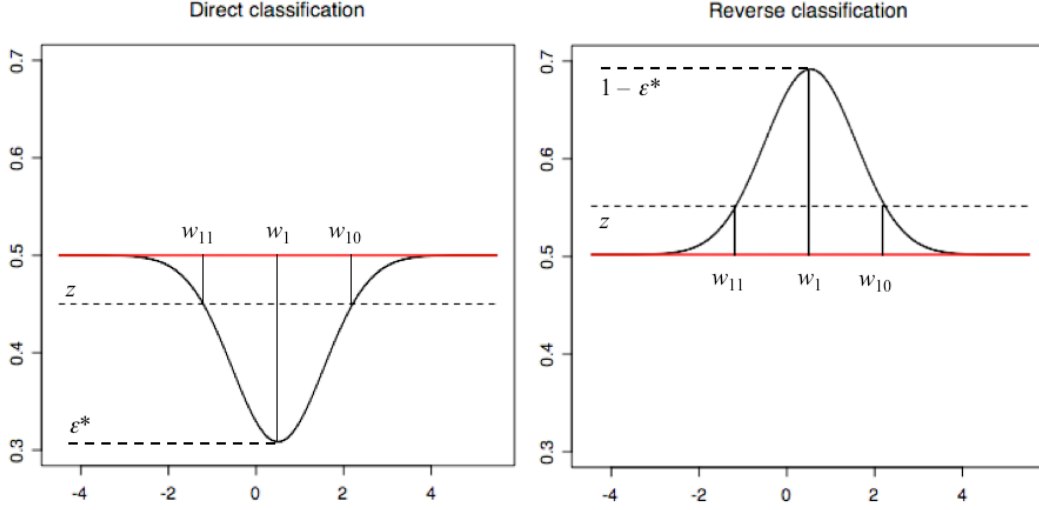 Direct classification
0.7
0.6
0.5
0.4
0.3
w₁₁
w₁
w₁₀
z
ε*
-4
-2
0
2
4
Reverse classification
0.7
0.6
0.5
0.4
0.3
1 − ε*
z
w₁₁
w₁
w₁₀
-4
-2
0
2
4